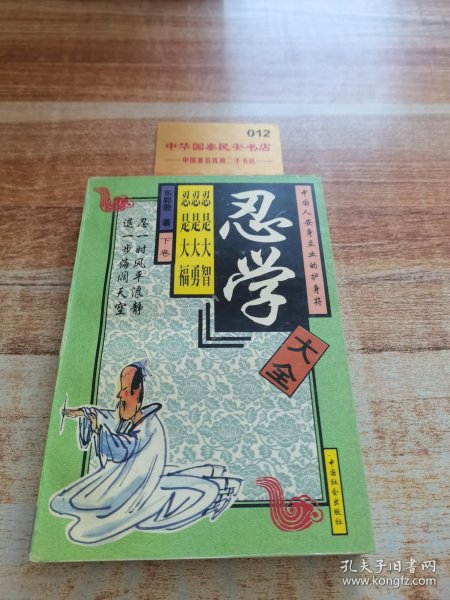 012
中华国泰民安书店
中国著名优质二手书店
中国人安身立业的护身符
忍学
大全
忍是大智
忍是大勇
忍是大福
东郭逊 著 下卷
忍一时风平浪静
退一步海阔天空
中国社会出版社
孔夫子旧书网
www.kongfz.com